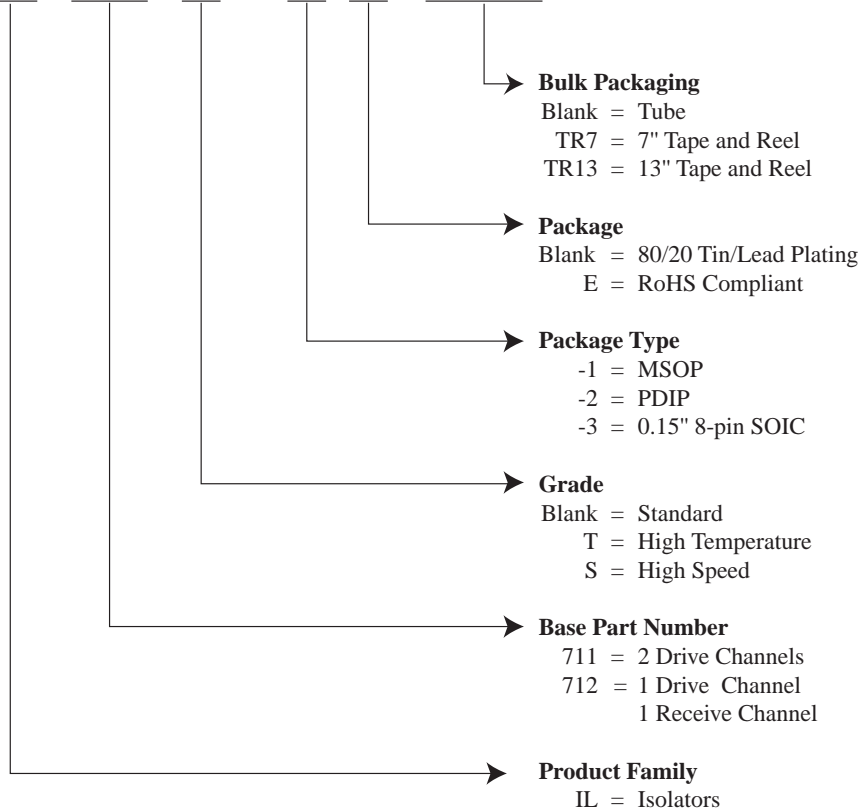 Bulk Packaging
Blank = Tube
TR7 = 7" Tape and Reel
TR13 = 13" Tape and Reel
Package
Blank = 80/20 Tin/Lead Plating
E = RoHS Compliant
Package Type
-1 = MSOP
-2 = PDIP
-3 = 0.15" 8-pin SOIC
Grade
Blank = Standard
T = High Temperature
S = High Speed
Base Part Number
711 = 2 Drive Channels
712 = 1 Drive Channel
1 Receive Channel
Product Family
IL = Isolators